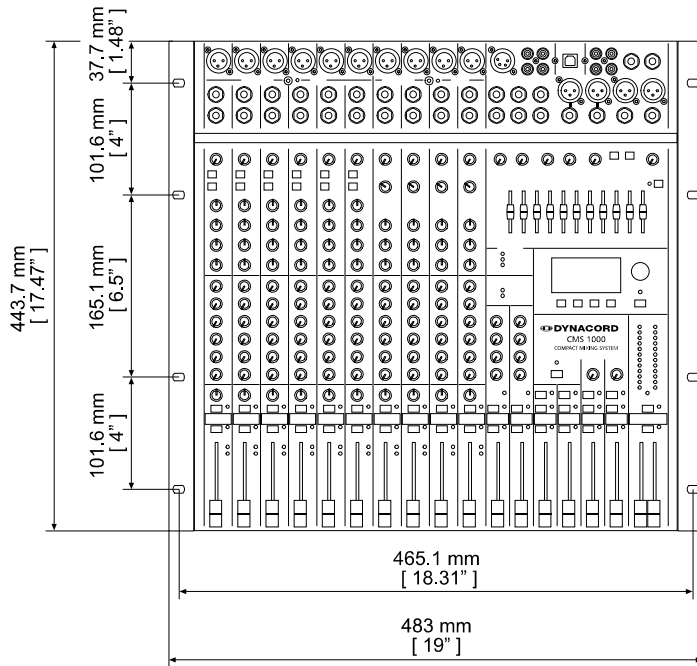 37.7 mm
[ 1.48” ]
101.6 mm
[ 4” ]
165.1 mm
[ 6.5” ]
101.6 mm
[ 4” ]
443.7 mm
[ 17.47” ]
DYNACORD
CMS 1000
COMPACT MIXING SYSTEM
465.1 mm
[ 18.31” ]
483 mm
[ 19” ]